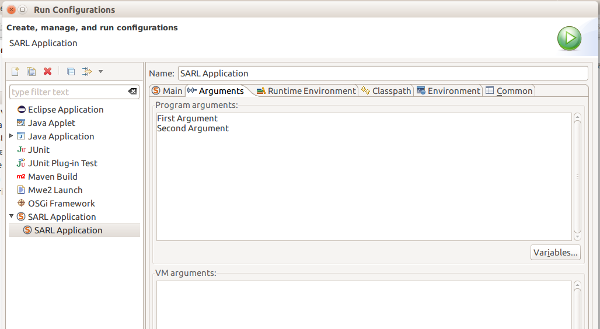 Run Configurations
Create, manage, and run configurations
SARL Application
type filter text
Eclipse Application
Java Applet
Java Application
JUnit
JUnit Plug-in Test
Maven Build
Mwe2 Launch
OSGi Framework
SARL Application
SARL Application
Name: SARL Application
Main Arguments Runtime Environment Classpath Environment Common
Program arguments:
First Argument
Second Argument
Variables...
VM arguments: